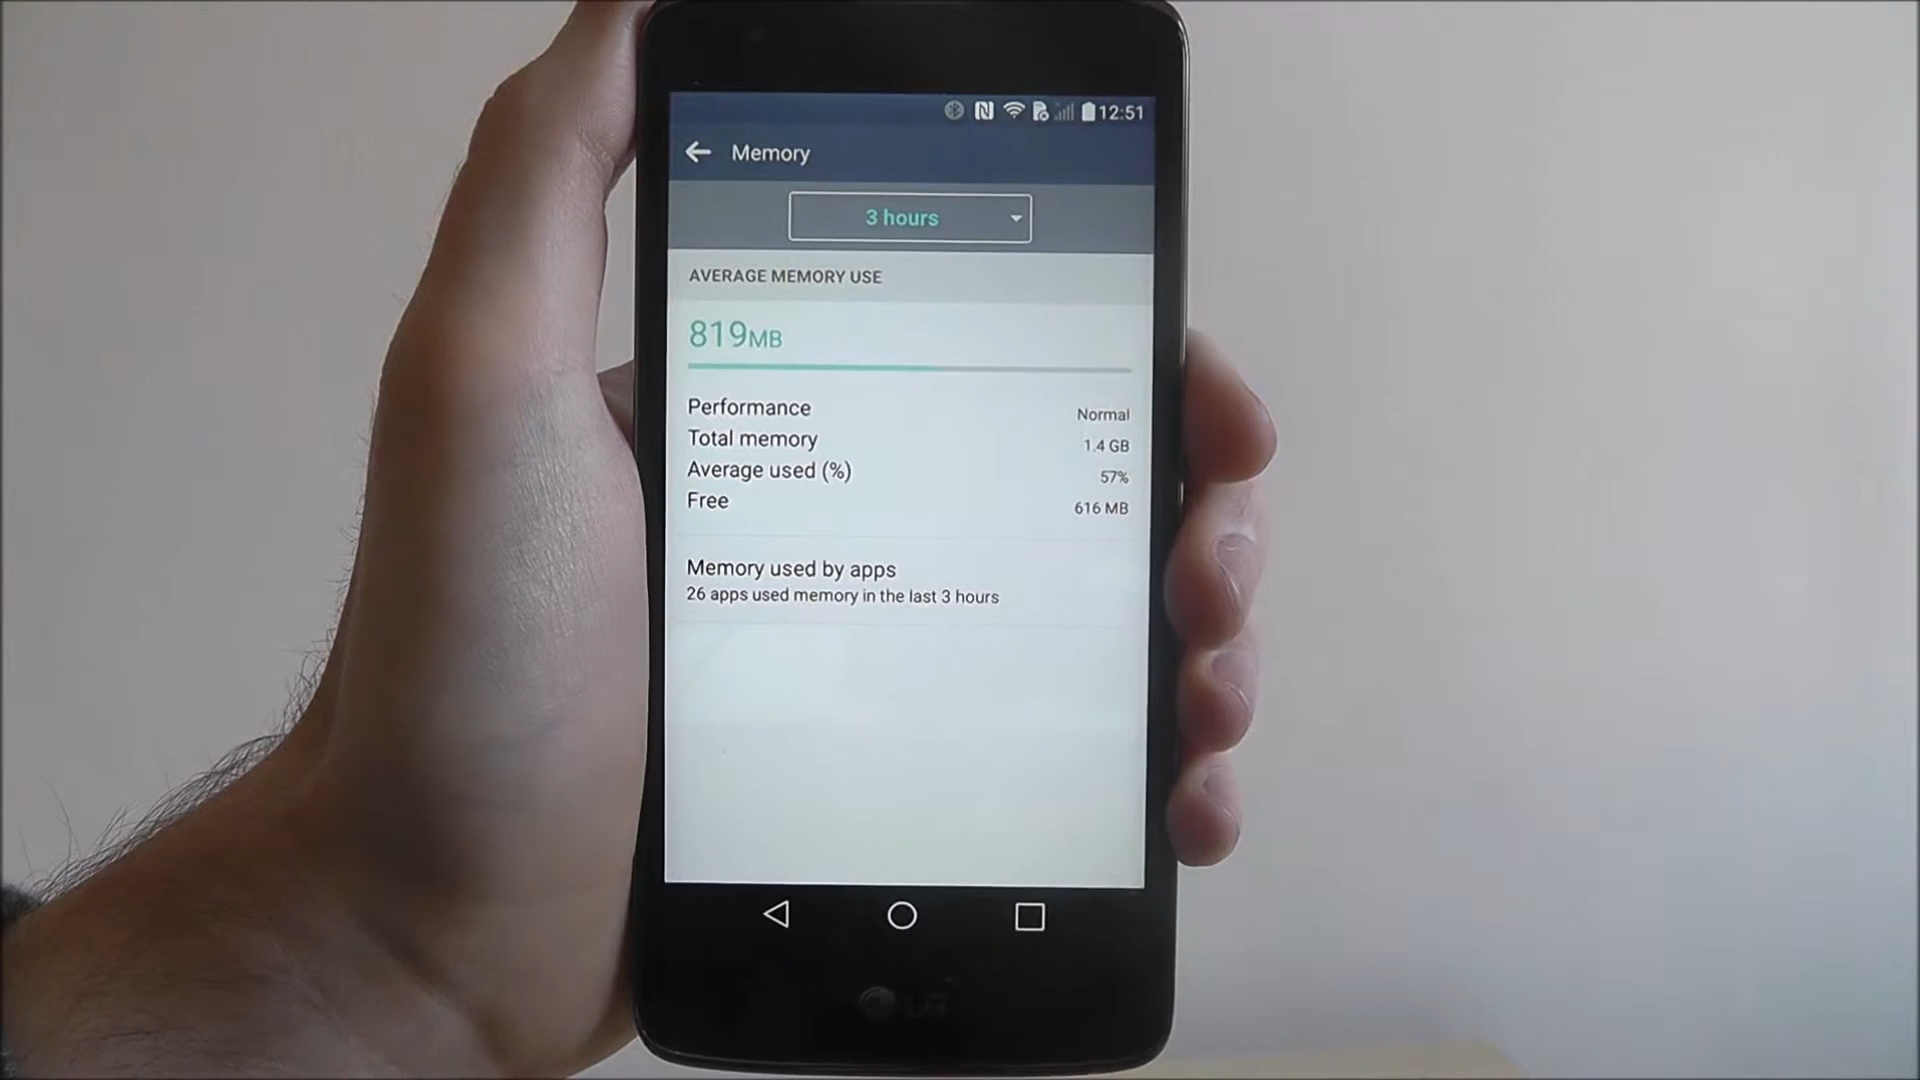 12:51
Memory
3 hours
AVERAGE MEMORY USE
819MB
Performance Normal
Total memory 1.4 GB
Average used (%) 57%
Free 616 MB
Memory used by apps
26 apps used memory in the last 3 hours
LG